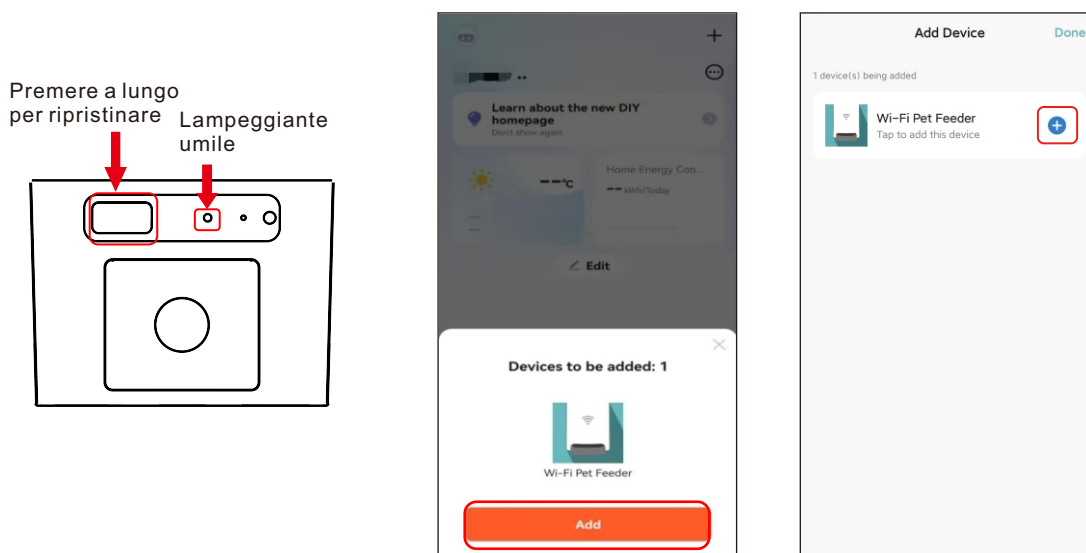 Premere a lungo
per ripristinare
Lampeggiante
umile
..
Learn about the new DIY
homepage
Don't show again
--°c
Home Energy Con...
-- kWh/Today
--
--
Edit
Devices to be added: 1
Wi-Fi Pet Feeder
Add
Add Device
Done
1 device(s) being added
Wi-Fi Pet Feeder
Tap to add this device